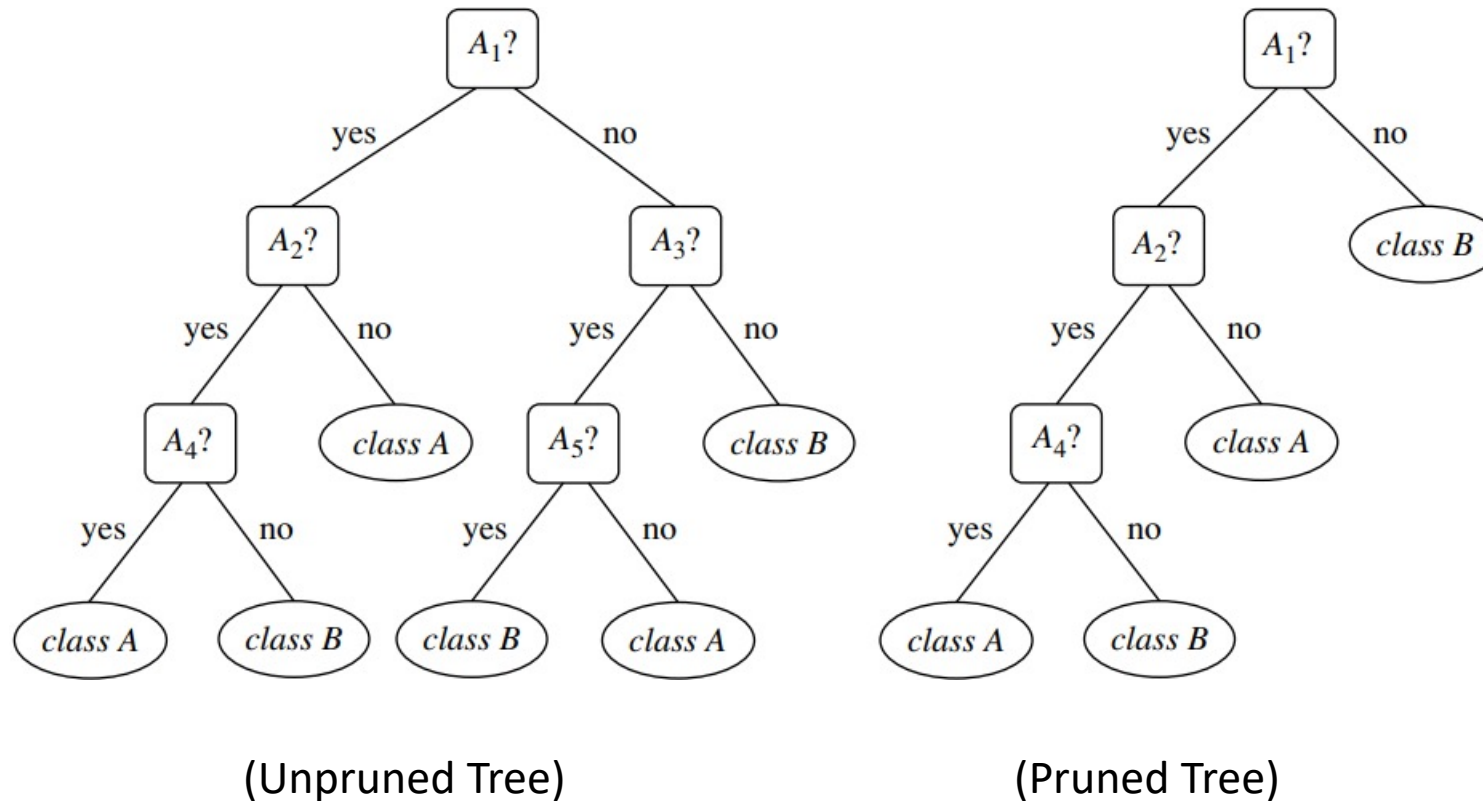 A₁?
A₁?
yes
no
yes
no
A₂?
A₃?
A₂?
class B
yes
no
yes
no
yes
no
A₄?
class A
A₅?
class B
A₄?
class A
yes
no
yes
no
yes
no
class A
class B
class B
class A
class A
class B
(Unpruned Tree)
(Pruned Tree)